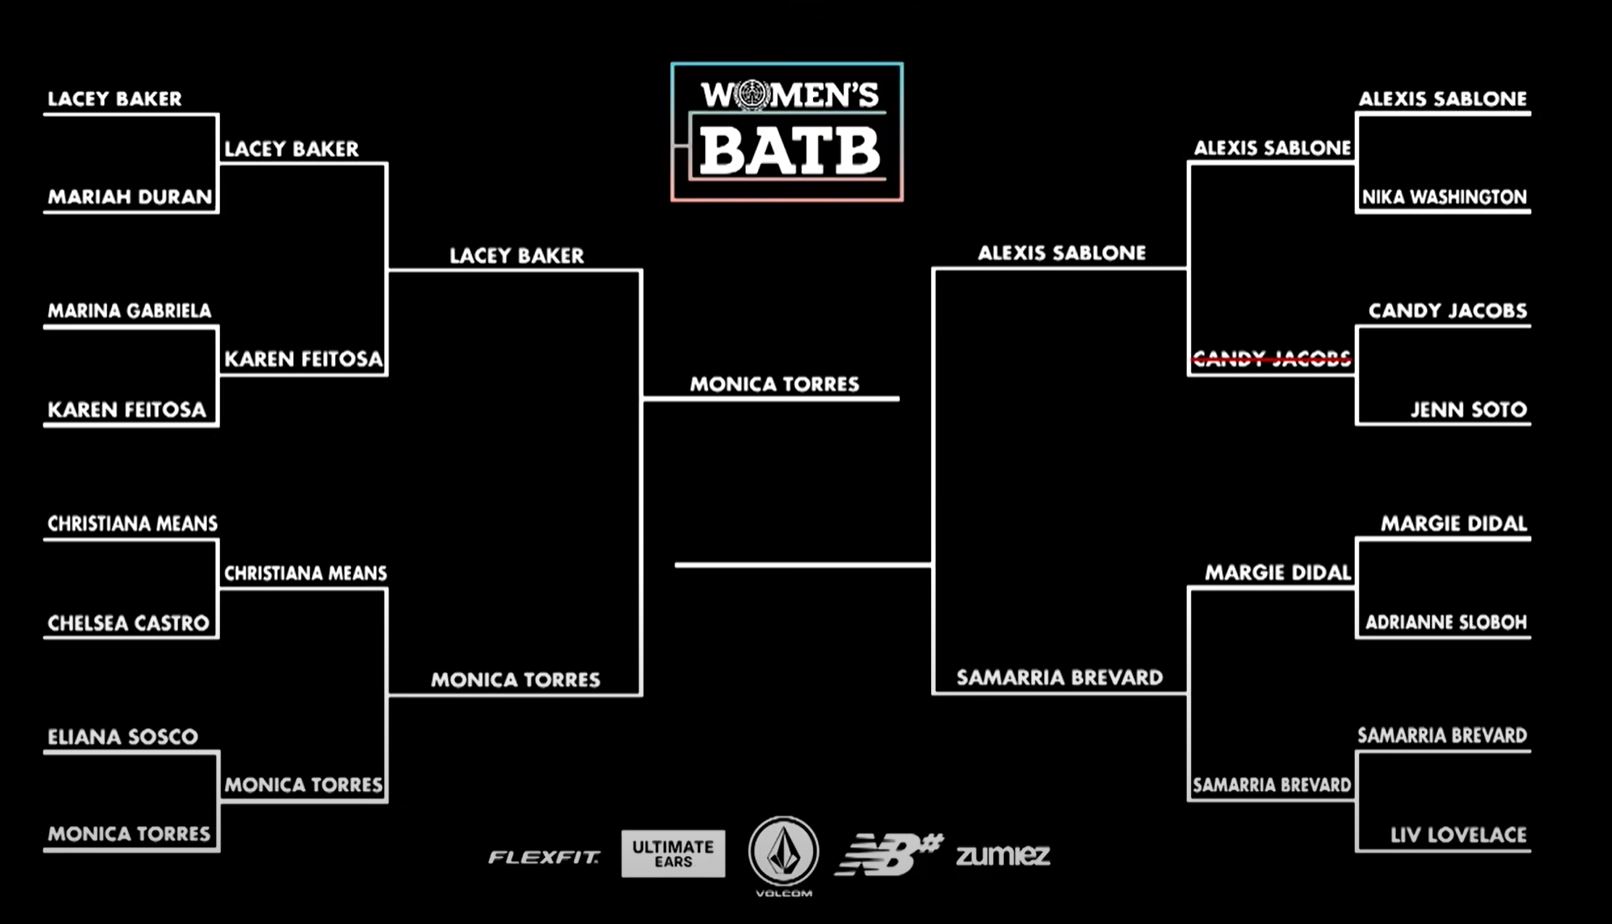 WOMEN'S
BATB
LACEY BAKER
MARIAH DURAN
MARINA GABRIELA
KAREN FEITOSA
CHRISTIANA MEANS
CHELSEA CASTRO
ELIANA SOSCO
MONICA TORRES
LACEY BAKER
KAREN FEITOSA
CHRISTIANA MEANS
MONICA TORRES
LACEY BAKER
MONICA TORRES
MONICA TORRES
ALEXIS SABLONE
SAMARRIA BREVARD
ALEXIS SABLONE
CANDY JACOBS
MARGIE DIDAL
SAMARRIA BREVARD
ALEXIS SABLONE
NIKA WASHINGTON
CANDY JACOBS
JENN SOTO
MARGIE DIDAL
ADRIANNE SLOBOH
SAMARRIA BREVARD
LIV LOVELACE
FLEXFIT.
ULTIMATE
EARS
VOLCOM
NB#
zumiez